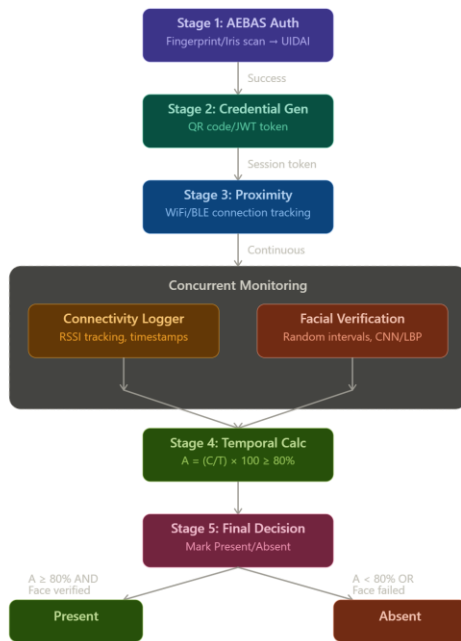 Stage 1: AEBAS Auth
Fingerprint/Iris scan → UIDAI
Success
Stage 2: Credential Gen
QR code/JWT token
Session token
Stage 3: Proximity
WiFi/BLE connection tracking
Continuous
Concurrent Monitoring
Connectivity Logger
RSSI tracking, timestamps
Facial Verification
Random intervals, CNN/LBP
Stage 4: Temporal Calc
A = (C/T) × 100 ≥ 80%
Stage 5: Final Decision
Mark Present/Absent
A ≥ 80% AND
Face verified
A < 80% OR
Face failed
Present
Absent